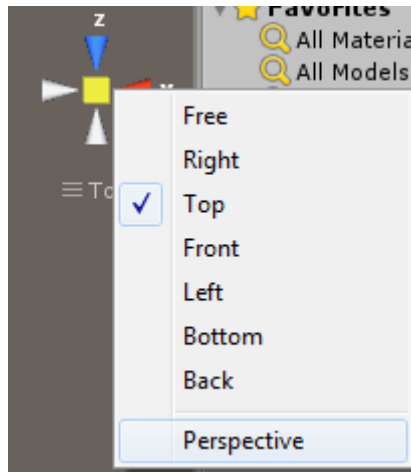 Favorites
z
All Materia
All Models
x
To
Free
Right
Top
Front
Left
Bottom
Back
Perspective